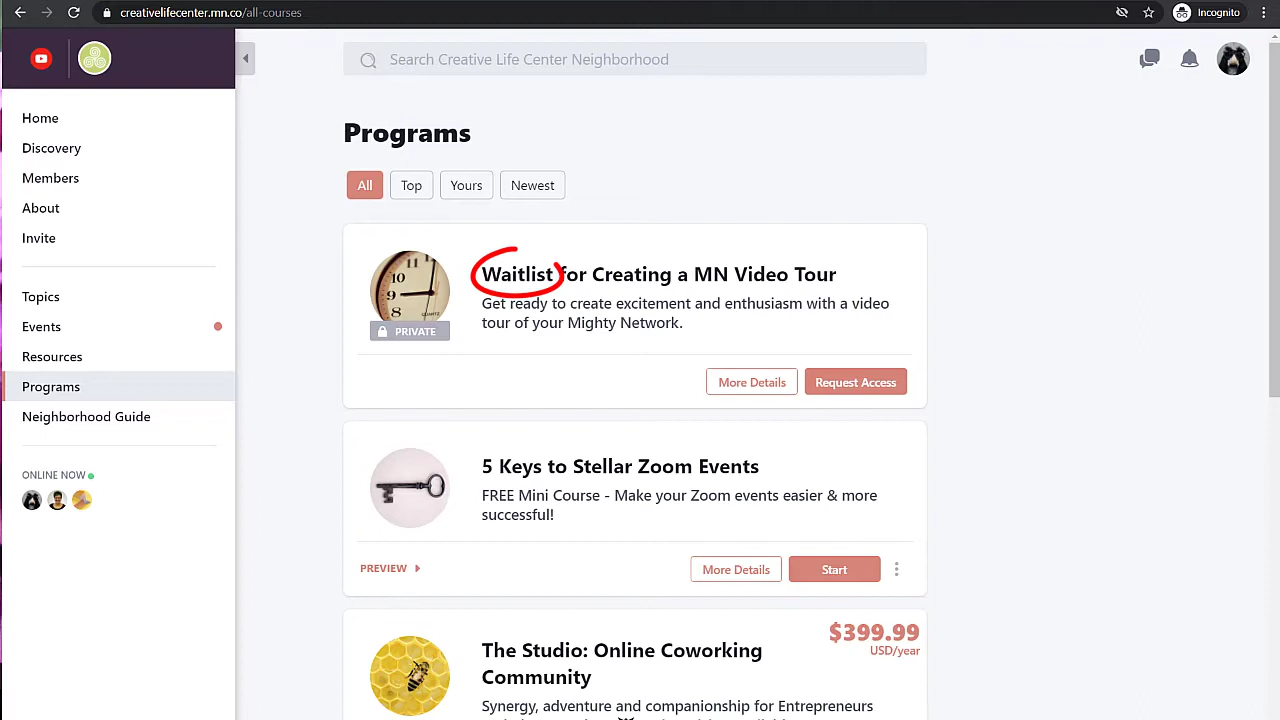 creativelifecenter.mn.co/all-courses
Incognito
Search Creative Life Center Neighborhood
Home
Discovery
Members
About
Invite
Topics
Events
Resources
Programs
Neighborhood Guide
ONLINE NOW
Programs
All Top Yours Newest
Waitlist for Creating a MN Video Tour
Get ready to create excitement and enthusiasm with a video
tour of your Mighty Network.
PRIVATE
More Details Request Access
5 Keys to Stellar Zoom Events
FREE Mini Course - Make your Zoom events easier & more
successful!
PREVIEW
More Details Start
$399.99
USD/year
The Studio: Online Coworking
Community
Synergy, adventure and companionship for Entrepreneurs